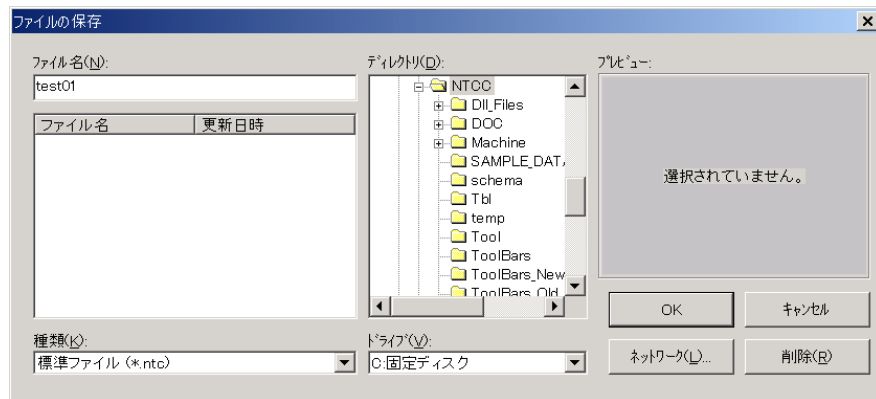 ファイルの保存
ﾌｧｲﾙ名(N):
test01
ファイル名 更新日時
種類(K):
標準ファイル (*.ntc)
ﾃﾞｨﾚｸﾄﾘ(D):
NTCC
Dll_Files
DOC
Machine
SAMPLE_DAT
schema
Tbl
temp
Tool
ToolBars
ToolBars_New
ToolBars_Old
ﾄﾞﾗｲﾌﾞ(V):
C:固定ディスク
ﾌﾟﾚﾋﾞｭｰ:
選択されていません。
OK
ｷｬﾝｾﾙ
ﾈｯﾄﾜｰｸ(L)...
削除(R)